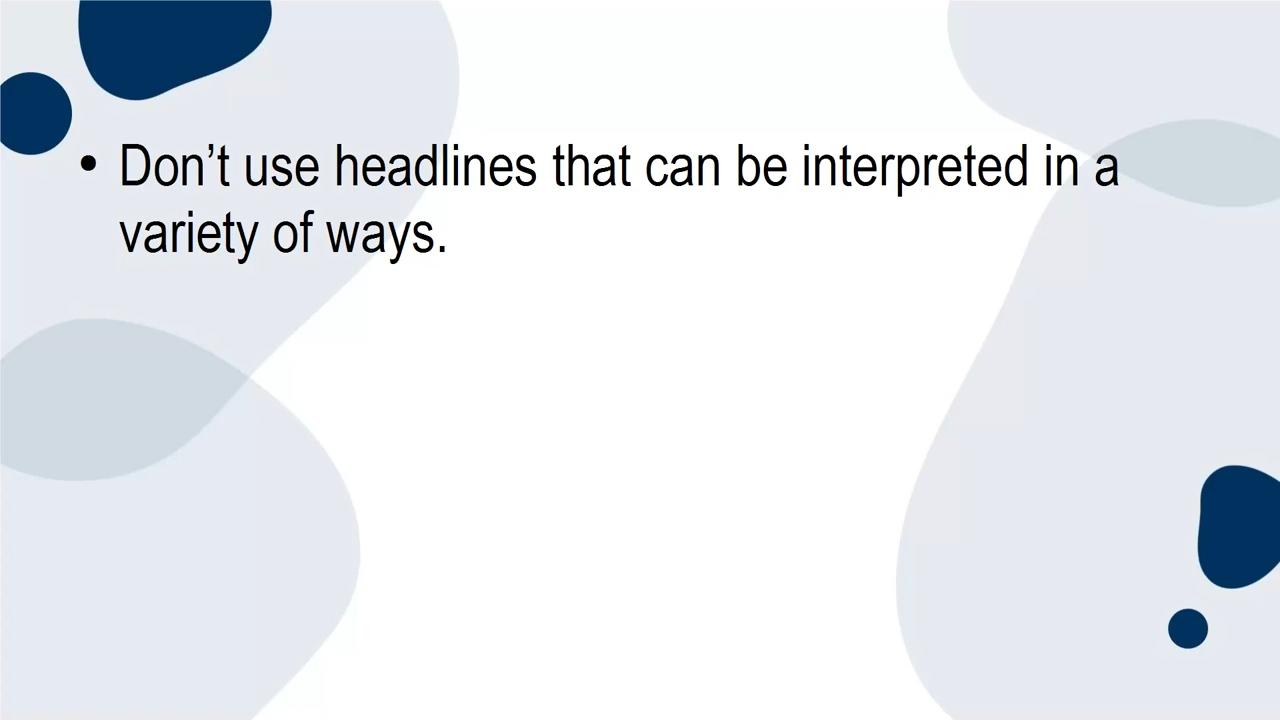 • Don’t use headlines that can be interpreted in a
variety of ways.